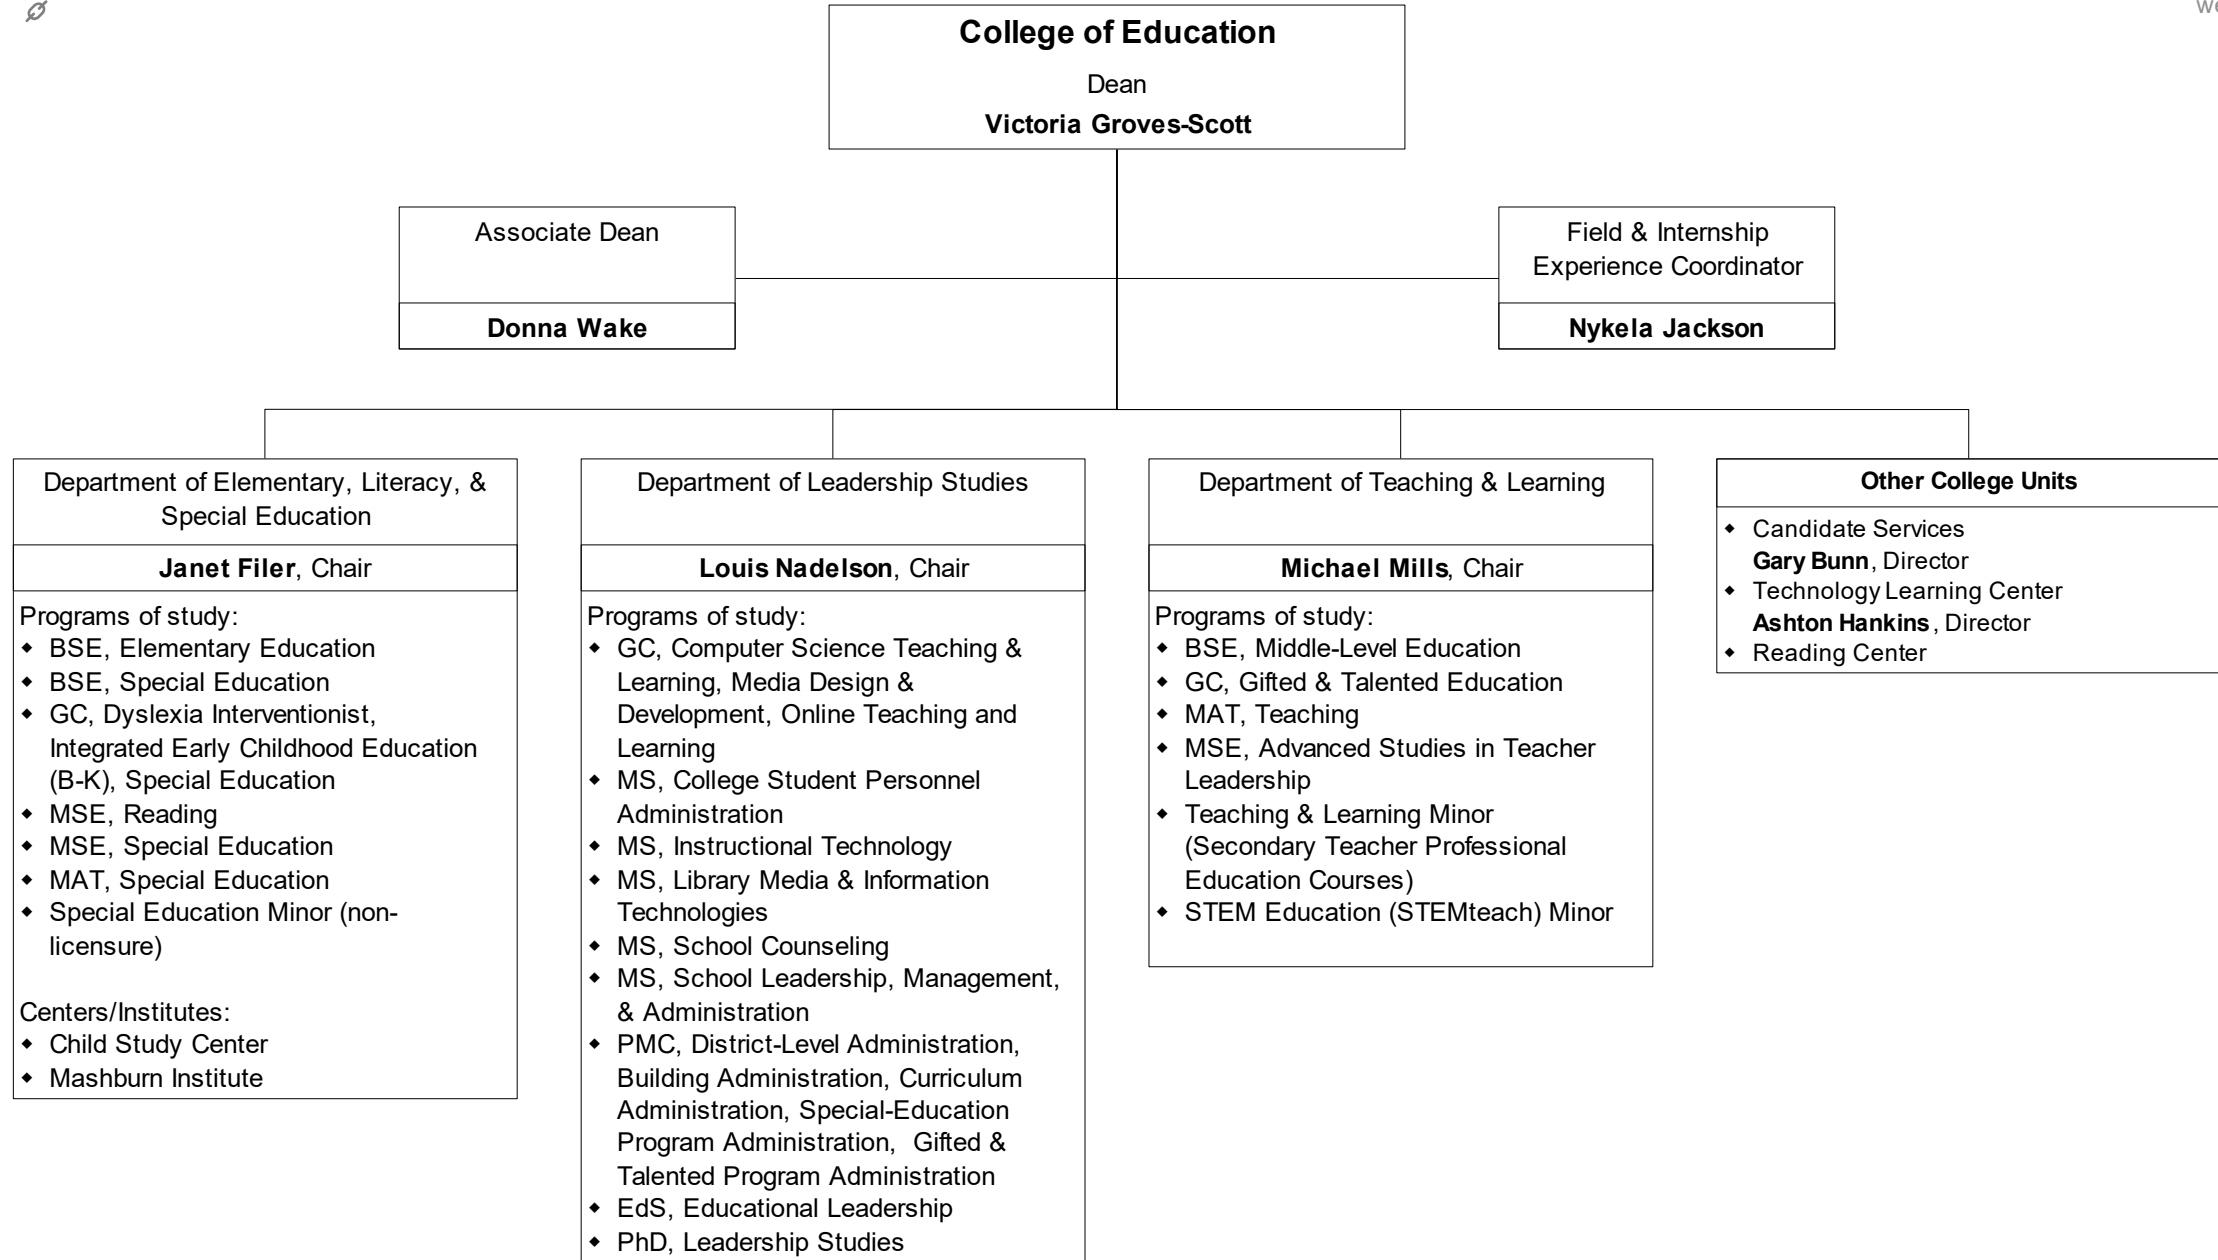 we
College of Education
Dean
Victoria Groves-Scott
Associate Dean
Donna Wake
Field & Internship
Experience Coordinator
Nykela Jackson
Department of Elementary, Literacy, &
Special Education
Janet Filer, Chair
Programs of study:
◆ BSE, Elementary Education
◆ BSE, Special Education
◆ GC, Dyslexia Interventionist,
Integrated Early Childhood Education
(B-K), Special Education
◆ MSE, Reading
◆ MSE, Special Education
◆ MAT, Special Education
◆ Special Education Minor (non-
licensure)
Centers/Institutes:
◆ Child Study Center
◆ Mashburn Institute
Department of Leadership Studies
Louis Nadelson, Chair
Programs of study:
◆ GC, Computer Science Teaching &
Learning, Media Design &
Development, Online Teaching and
Learning
◆ MS, College Student Personnel
Administration
◆ MS, Instructional Technology
◆ MS, Library Media & Information
Technologies
◆ MS, School Counseling
◆ MS, School Leadership, Management,
& Administration
◆ PMC, District-Level Administration,
Building Administration, Curriculum
Administration, Special-Education
Program Administration, Gifted &
Talented Program Administration
◆ EdS, Educational Leadership
◆ PhD, Leadership Studies
Department of Teaching & Learning
Michael Mills, Chair
Programs of study:
◆ BSE, Middle-Level Education
◆ GC, Gifted & Talented Education
◆ MAT, Teaching
◆ MSE, Advanced Studies in Teacher
Leadership
◆ Teaching & Learning Minor
(Secondary Teacher Professional
Education Courses)
◆ STEM Education (STEMteach) Minor
Other College Units
◆ Candidate Services
Gary Bunn, Director
◆ Technology Learning Center
Ashton Hankins, Director
◆ Reading Center